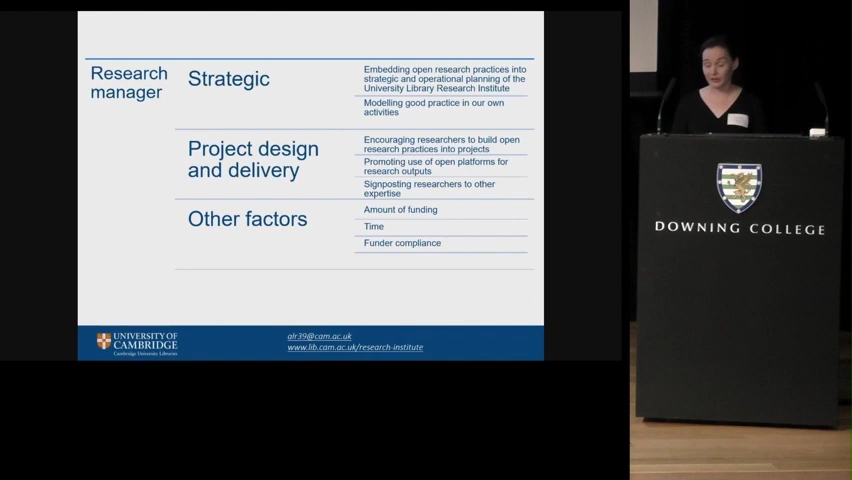 Research
manager
Strategic
Embedding open research practices into
strategic and operational planning of the
University Library Research Institute
Modelling good practice in our own
activities
Project design
and delivery
Encouraging researchers to build open
research practices into projects
Promoting use of open platforms for
research outputs
Signposting researchers to other
expertise
Other factors
Amount of funding
Time
Funder compliance
UNIVERSITY OF
CAMBRIDGE
Cambridge University Libraries
alr39@cam.ac.uk
www.lib.cam.ac.uk/research-institute
DOWNING COLLEGE